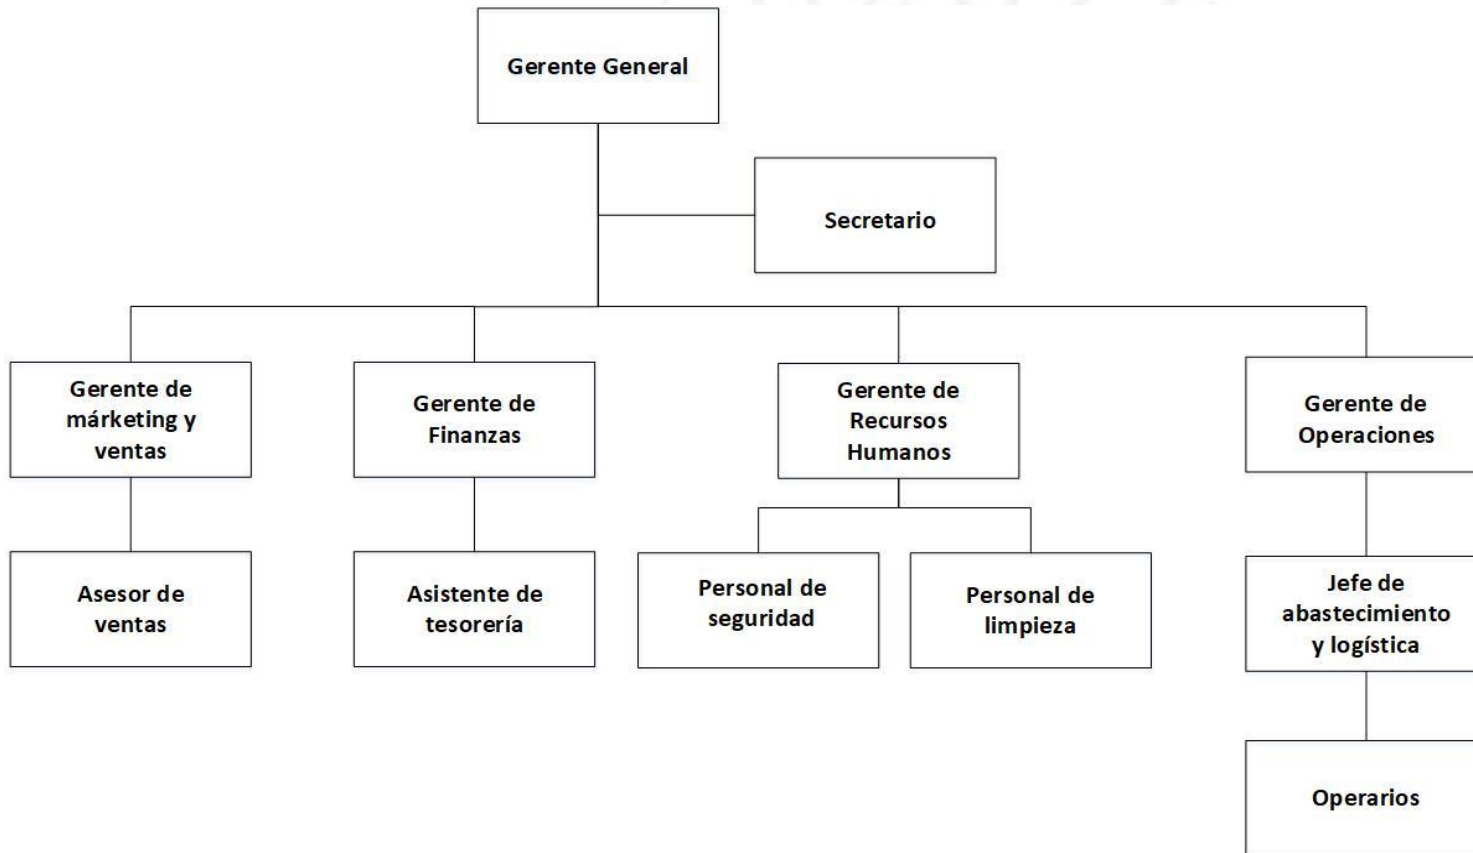 Gerente General
Secretario
Gerente de
márketing y
ventas
Gerente de
Finanzas
Gerente de
Recursos
Humanos
Gerente de
Operaciones
Asesor de
ventas
Asistente de
tesorería
Personal de
seguridad
Personal de
limpieza
Jefe de
abastecimiento
y logística
Operarios